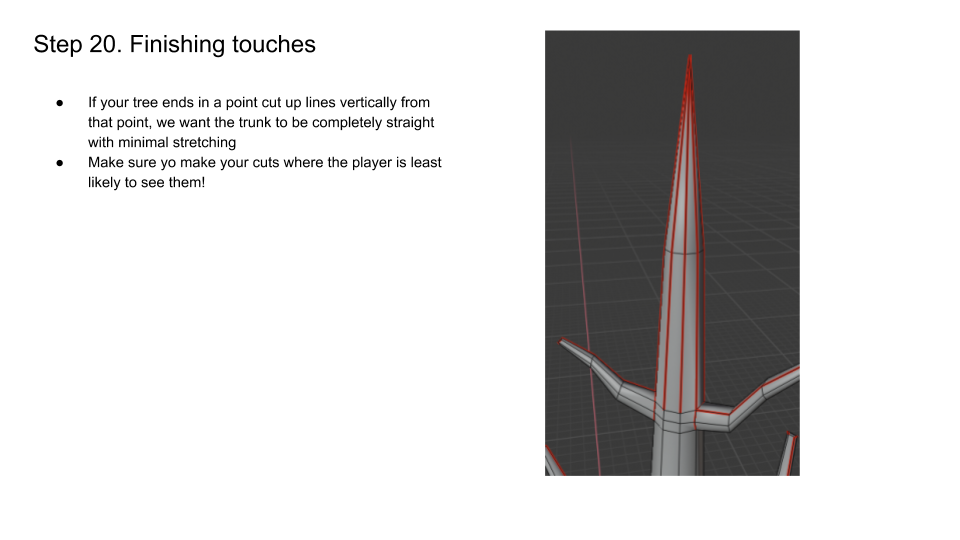 Step 20. Finishing touches
● If your tree ends in a point cut up lines vertically from
that point, we want the trunk to be completely straight
with minimal stretching
● Make sure yo make your cuts where the player is least
likely to see them!